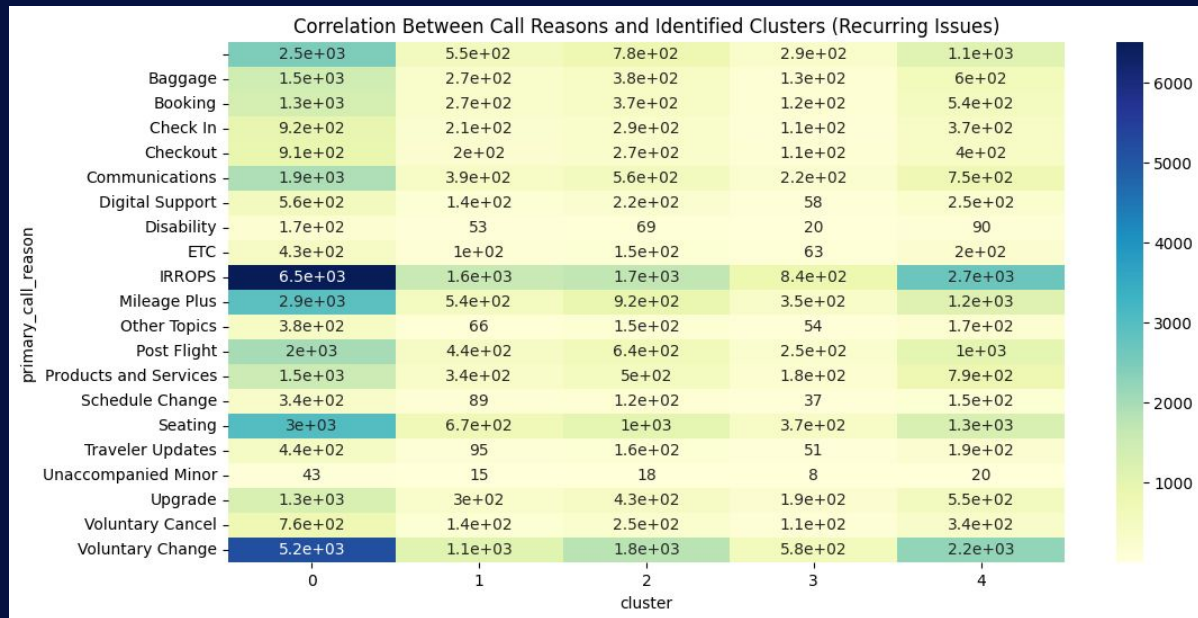 Correlation Between Call Reasons and Identified Clusters (Recurring Issues)
2.5e+03 5.5e+02 7.8e+02 2.9e+02 1.1e+03
Baggage 1.5e+03 2.7e+02 3.8e+02 1.3e+02 6e+02
Booking 1.3e+03 2.7e+02 3.7e+02 1.2e+02 5.4e+02
Check In 9.2e+02 2.1e+02 2.9e+02 1.1e+02 3.7e+02
Checkout 9.1e+02 2e+02 2.7e+02 1.1e+02 4e+02
Communications 1.9e+03 3.9e+02 5.6e+02 2.2e+02 7.5e+02
Digital Support 5.6e+02 1.4e+02 2.2e+02 58 2.5e+02
Disability 1.7e+02 53 69 20 90
ETC 4.3e+02 1e+02 1.5e+02 63 2e+02
IRROPS 6.5e+03 1.6e+03 1.7e+03 8.4e+02 2.7e+03
Mileage Plus 2.9e+03 5.4e+02 9.2e+02 3.5e+02 1.2e+03
Other Topics 3.8e+02 66 1.5e+02 54 1.7e+02
Post Flight 2e+03 4.4e+02 6.4e+02 2.5e+02 1e+03
Products and Services 1.5e+03 3.4e+02 5e+02 1.8e+02 7.9e+02
Schedule Change 3.4e+02 89 1.2e+02 37 1.5e+02
Seating 3e+03 6.7e+02 1e+03 3.7e+02 1.3e+03
Traveler Updates 4.4e+02 95 1.6e+02 51 1.9e+02
Unaccompanied Minor 43 15 18 8 20
Upgrade 1.3e+03 3e+02 4.3e+02 1.9e+02 5.5e+02
Voluntary Cancel 7.6e+02 1.4e+02 2.5e+02 1.1e+02 3.4e+02
Voluntary Change 5.2e+03 1.1e+03 1.8e+03 5.8e+02 2.2e+03
0 1 2 3 4
cluster
primary_call_reason
6000
5000
4000
3000
2000
1000